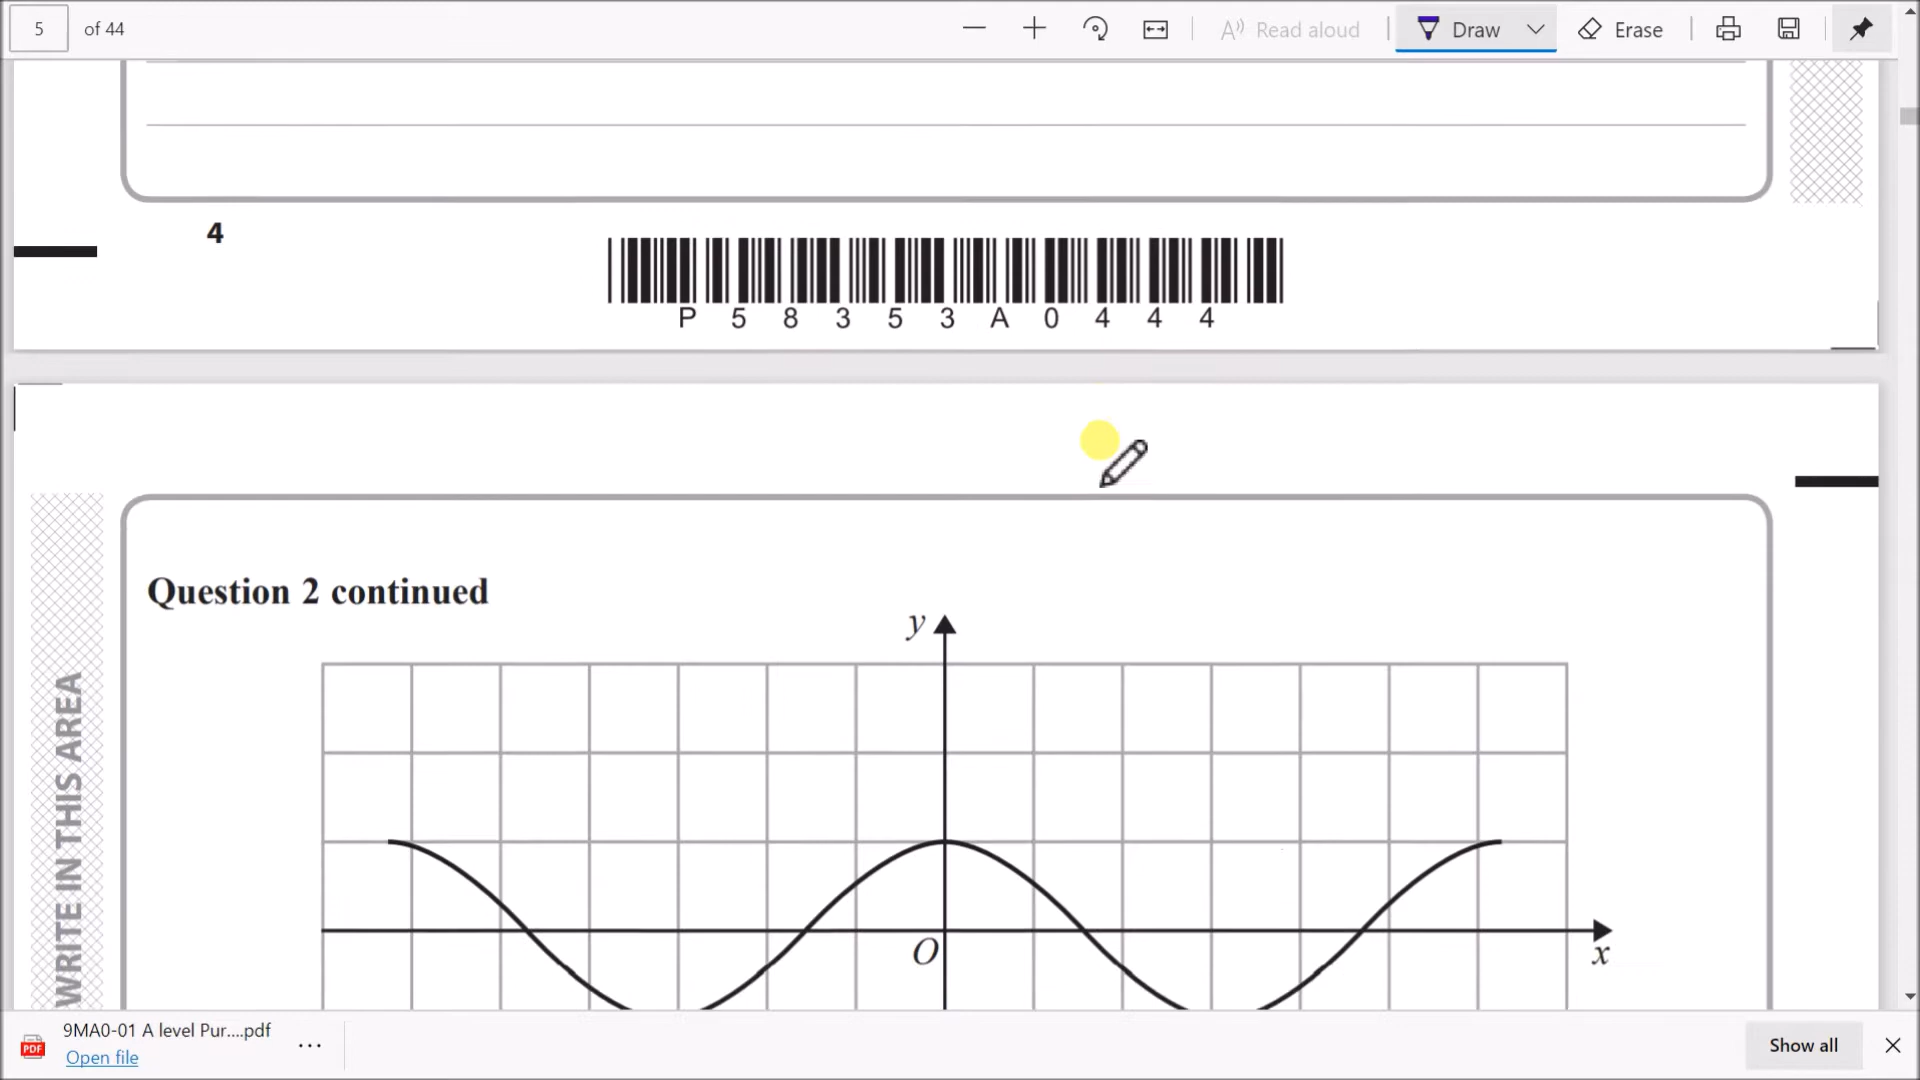 5 of 44 Read aloud Draw Erase
4
P 5 8 3 5 3 A 0 4 4 4
WRITE IN THIS AREA
Question 2 continued
y
O
x
9MA0-01 A level Pur....pdf
Open file
Show all